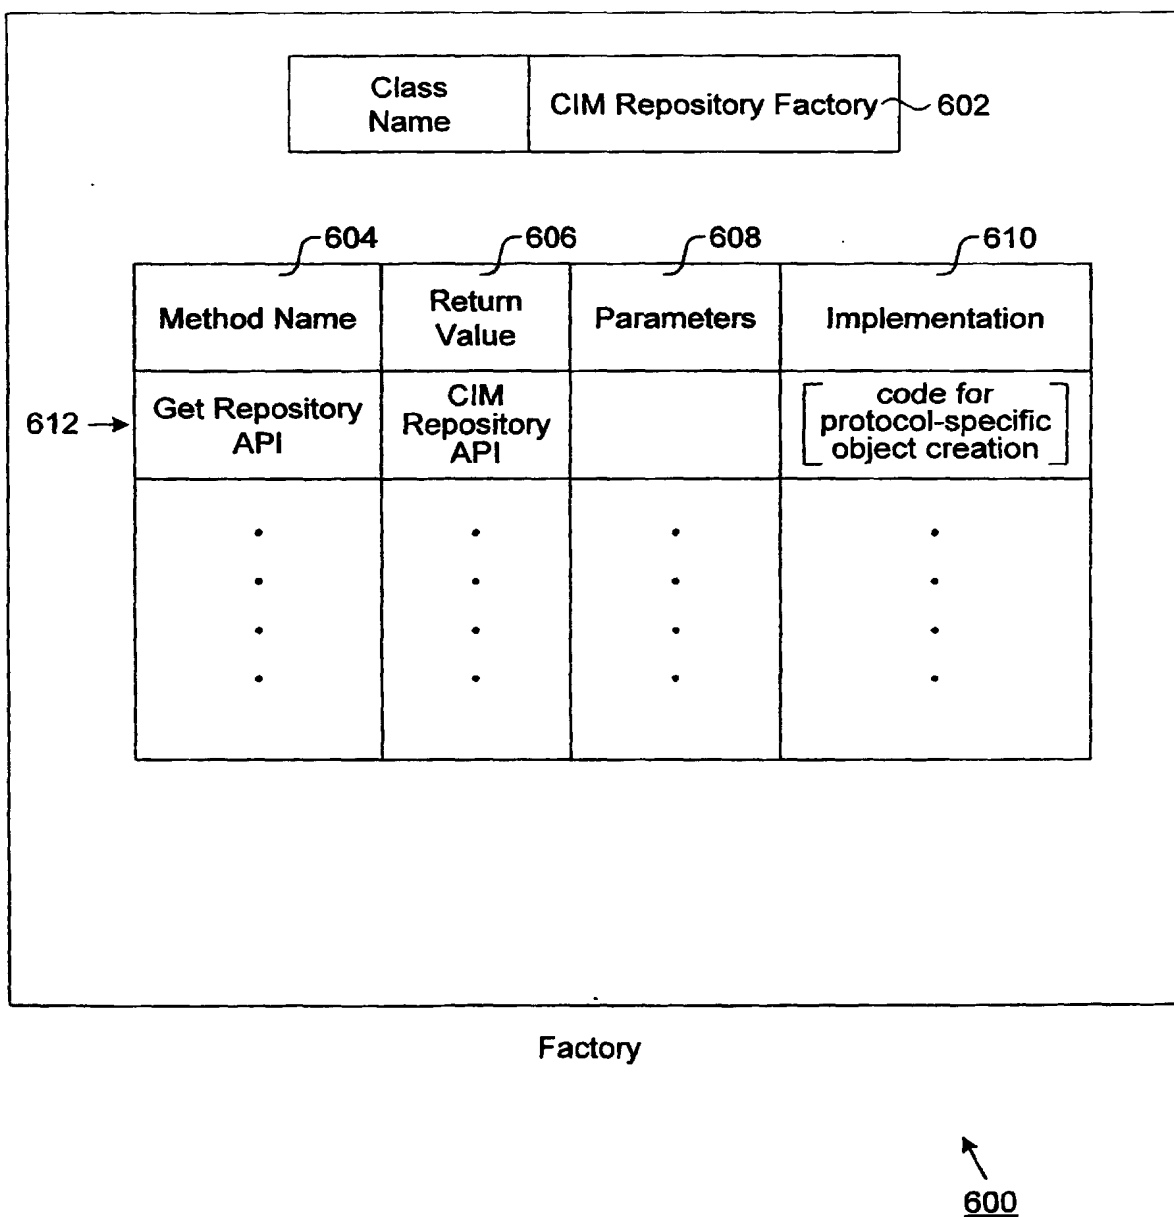 Class
Name
CIM Repository Factory
602
604
606
608
610
Method Name
Return
Value
Parameters
Implementation
612
Get Repository
API
CIM
Repository
API
code for
protocol-specific
object creation
Factory
600